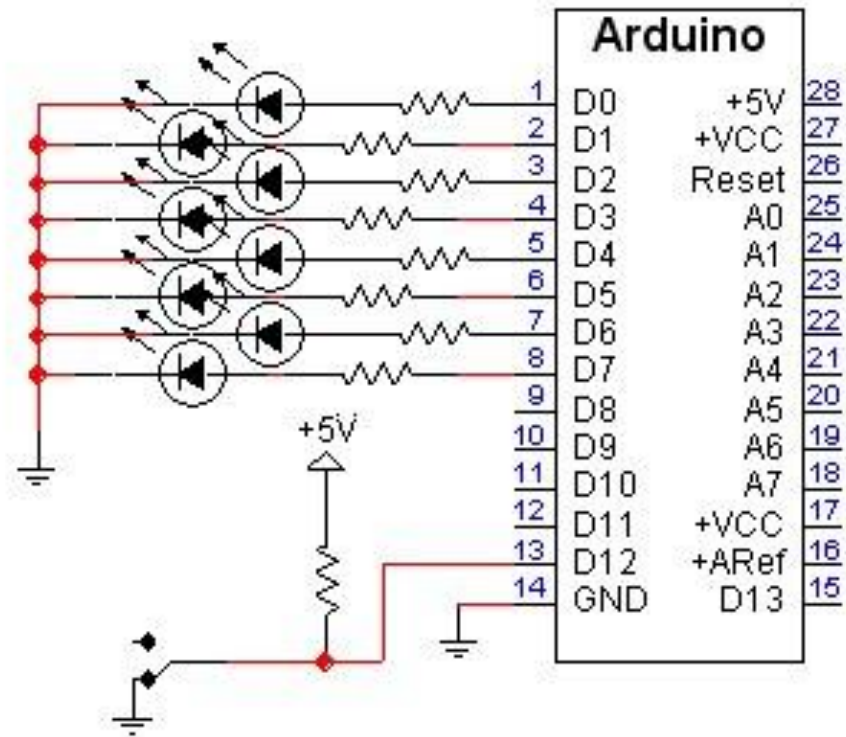 Arduino
1 D0 +5V 28
2 D1 +VCC 27
3 D2 Reset 26
4 D3 A0 25
5 D4 A1 24
6 D5 A2 23
7 D6 A3 22
8 D7 A4 21
9 D8 A5 20
10 D9 A6 19
11 D10 A7 18
12 D11 +VCC 17
13 D12 +ARef 16
14 GND D13 15
+5V